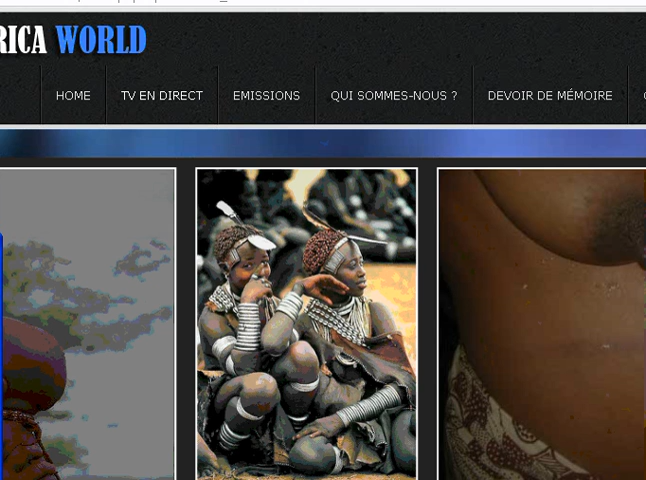 RICA WORLD
HOME TV EN DIRECT EMISSIONS QUI SOMMES-NOUS ? DEVOIR DE MÉMOIRE